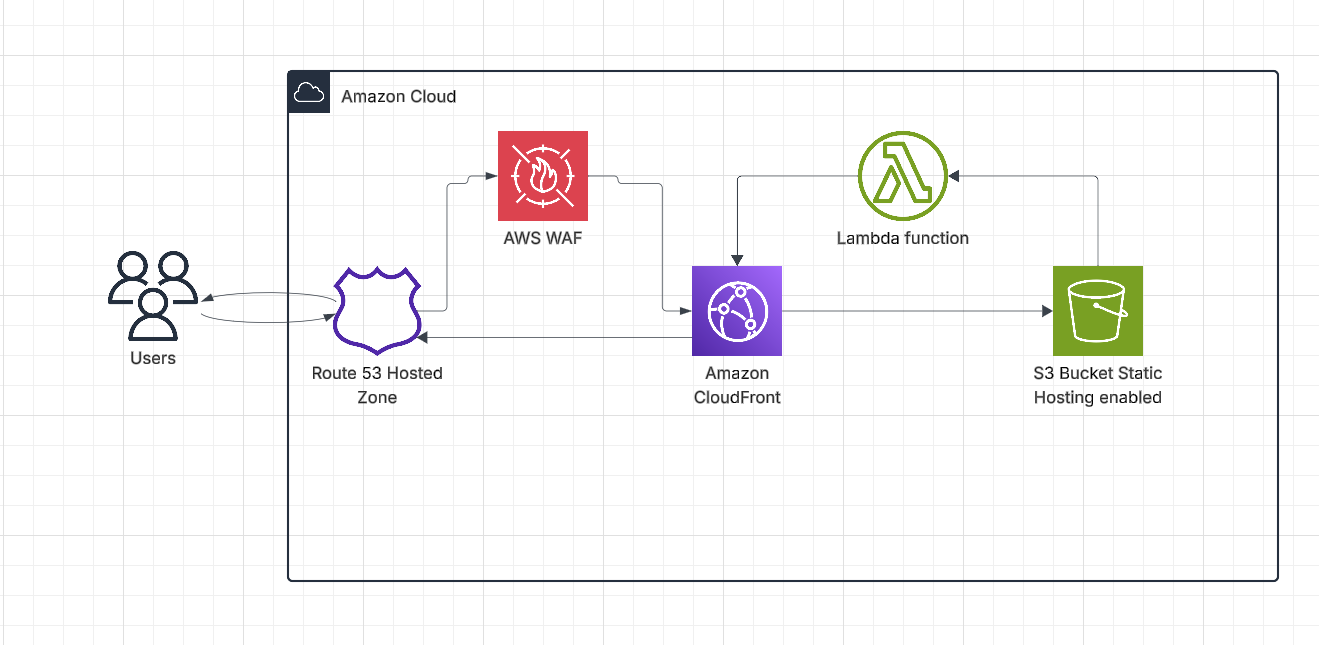 Amazon Cloud
AWS WAF
Lambda function
Users
Route 53 Hosted
Zone
Amazon
CloudFront
S3 Bucket Static
Hosting enabled